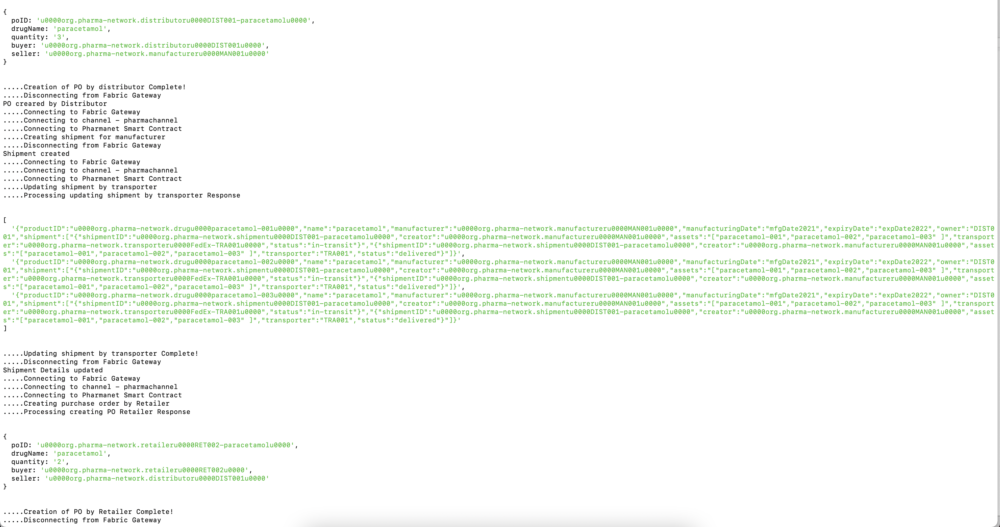 {
  poID: 'u0000org.pharma-network.distributoru0000DIST001-paracetamolu0000',
  drugName: 'paracetamol',
  quantity: '3',
  buyer: 'u0000org.pharma-network.distributoru0000DIST001u0000',
  seller: 'u0000org.pharma-network.manufactureru0000MAN001u0000'
}
.....Creation of PO by distributor Complete!
.....Disconnecting from Fabric Gateway
PO creared by Distributor
.....Connecting to Fabric Gateway
.....Connecting to channel – pharmachannel
.....Connecting to Pharmanet Smart Contract
.....Creating shipment for manufacturer
.....Disconnecting from Fabric Gateway
Shipment created
.....Connecting to Fabric Gateway
.....Connecting to channel – pharmachannel
.....Connecting to Pharmanet Smart Contract
.....Updating shipment by transporter
.....Processing updating shipment by transporter Response
[
  '{"productID":"u0000org.pharma-network.drugu0000paracetamol-001u0000","name":"paracetamol","manufacturer":"u0000org.pharma-network.manufactureru0000MAN001u0000","manufacturingDate":"mfgDate2021","expiryDate":"expDate2022","owner":"DIST0
01","shipment":["{"shipmentID":"u0000org.pharma-network.shipmentu0000DIST001-paracetamolu0000","creator":"u0000org.pharma-network.manufactureru0000MAN001u0000","assets":"["paracetamol-001","paracetamol-002","paracetamol-003" ]","transport
er":"u0000org.pharma-network.transporteru0000FedEx-TRA001u0000","status":"in-transit"}","{"shipmentID":"u0000org.pharma-network.shipmentu0000DIST001-paracetamolu0000","creator":"u0000org.pharma-network.manufactureru0000MAN001u0000","asset
s":"["paracetamol-001","paracetamol-002","paracetamol-003" ]","transporter":"TRA001","status":"delivered"}"]}',
  '{"productID":"u0000org.pharma-network.drugu0000paracetamol-002u0000","name":"paracetamol","manufacturer":"u0000org.pharma-network.manufactureru0000MAN001u0000","manufacturingDate":"mfgDate2021","expiryDate":"expDate2022","owner":"DIST0
01","shipment":["{"shipmentID":"u0000org.pharma-network.shipmentu0000DIST001-paracetamolu0000","creator":"u0000org.pharma-network.manufactureru0000MAN001u0000","assets":"["paracetamol-001","paracetamol-002","paracetamol-003" ]","transport
er":"u0000org.pharma-network.transporteru0000FedEx-TRA001u0000","status":"in-transit"}","{"shipmentID":"u0000org.pharma-network.shipmentu0000DIST001-paracetamolu0000","creator":"u0000org.pharma-network.manufactureru0000MAN001u0000","asset
s":"["paracetamol-001","paracetamol-002","paracetamol-003" ]","transporter":"TRA001","status":"delivered"}"]}',
  '{"productID":"u0000org.pharma-network.drugu0000paracetamol-003u0000","name":"paracetamol","manufacturer":"u0000org.pharma-network.manufactureru0000MAN001u0000","manufacturingDate":"mfgDate2021","expiryDate":"expDate2022","owner":"DIST0
01","shipment":["{"shipmentID":"u0000org.pharma-network.shipmentu0000DIST001-paracetamolu0000","creator":"u0000org.pharma-network.manufactureru0000MAN001u0000","assets":"["paracetamol-001","paracetamol-002","paracetamol-003" ]","transport
er":"u0000org.pharma-network.transporteru0000FedEx-TRA001u0000","status":"in-transit"}","{"shipmentID":"u0000org.pharma-network.shipmentu0000DIST001-paracetamolu0000","creator":"u0000org.pharma-network.manufactureru0000MAN001u0000","asset
s":"["paracetamol-001","paracetamol-002","paracetamol-003" ]","transporter":"TRA001","status":"delivered"}"]}'
]
.....Updating shipment by transporter Complete!
.....Disconnecting from Fabric Gateway
Shipment Details updated
.....Connecting to Fabric Gateway
.....Connecting to channel – pharmachannel
.....Connecting to Pharmanet Smart Contract
.....Creating purchase order by Retailer
.....Processing creating PO Retailer Response
{
  poID: 'u0000org.pharma-network.retaileru0000RET002-paracetamolu0000',
  drugName: 'paracetamol',
  quantity: '2',
  buyer: 'u0000org.pharma-network.retaileru0000RET002u0000',
  seller: 'u0000org.pharma-network.distributoru0000DIST001u0000'
}
.....Creation of PO by Retailer Complete!
.....Disconnecting from Fabric Gateway